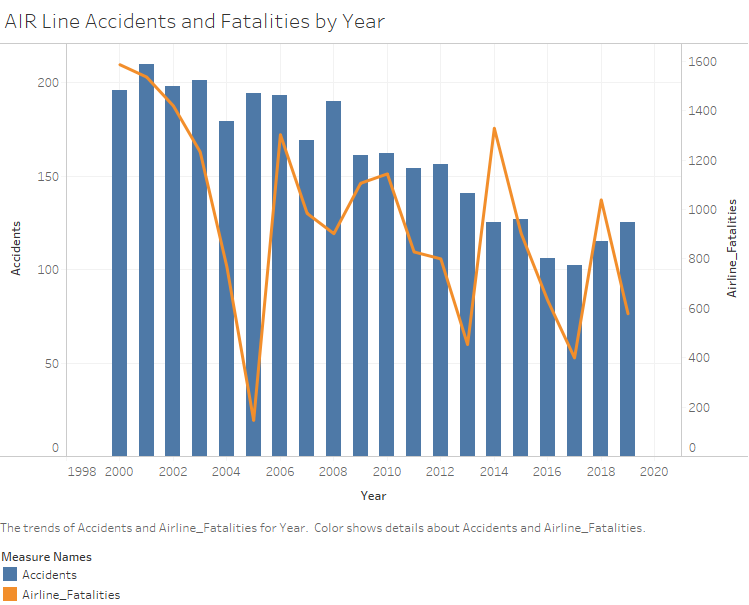 AIR Line Accidents and Fatalities by Year
200
150
100
50
0
Accidents
1600
1400
1200
1000
800
600
400
200
0
Airline_Fatalities
1998 2000 2002 2004 2006 2008 2010 2012 2014 2016 2018 2020
Year
The trends of Accidents and Airline_Fatalities for Year. Color shows details about Accidents and Airline_Fatalities.
Measure Names
Accidents
Airline_Fatalities